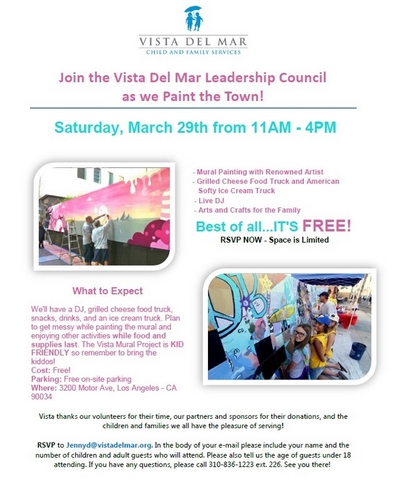 VISTA DEL MAR
CHILD AND FAMILY SERVICES
Join the Vista Del Mar Leadership Council
as we Paint the Town!
Saturday, March 29th from 11AM - 4PM
- Mural Painting with Renowned Artist
- Grilled Cheese Food Truck and American
Softy Ice Cream Truck
- Live DJ
- Arts and Crafts for the Family
Best of all...IT'S FREE!
RSVP NOW - Space is Limited
What to Expect
We'll have a DJ, grilled cheese food truck,
snacks, drinks, and an ice cream truck. Plan
to get messy while painting the mural and
enjoying other activities while food and
supplies last. The Vista Mural Project is KID
FRIENDLY so remember to bring the
kiddos!
Cost: Free!
Parking: Free on-site parking
Where: 3200 Motor Ave, Los Angeles - CA
90034
Vista thanks our volunteers for their time, our partners and sponsors for their donations, and the
children and families we all have the pleasure of serving!
RSVP to Jennyd@vistadelmar.org. In the body of your e-mail please include your name and the
number of children and adult guests who will attend. Please also tell us the age of guests under 18
attending. If you have any questions, please call 310-836-1223 ext. 226. See you there!